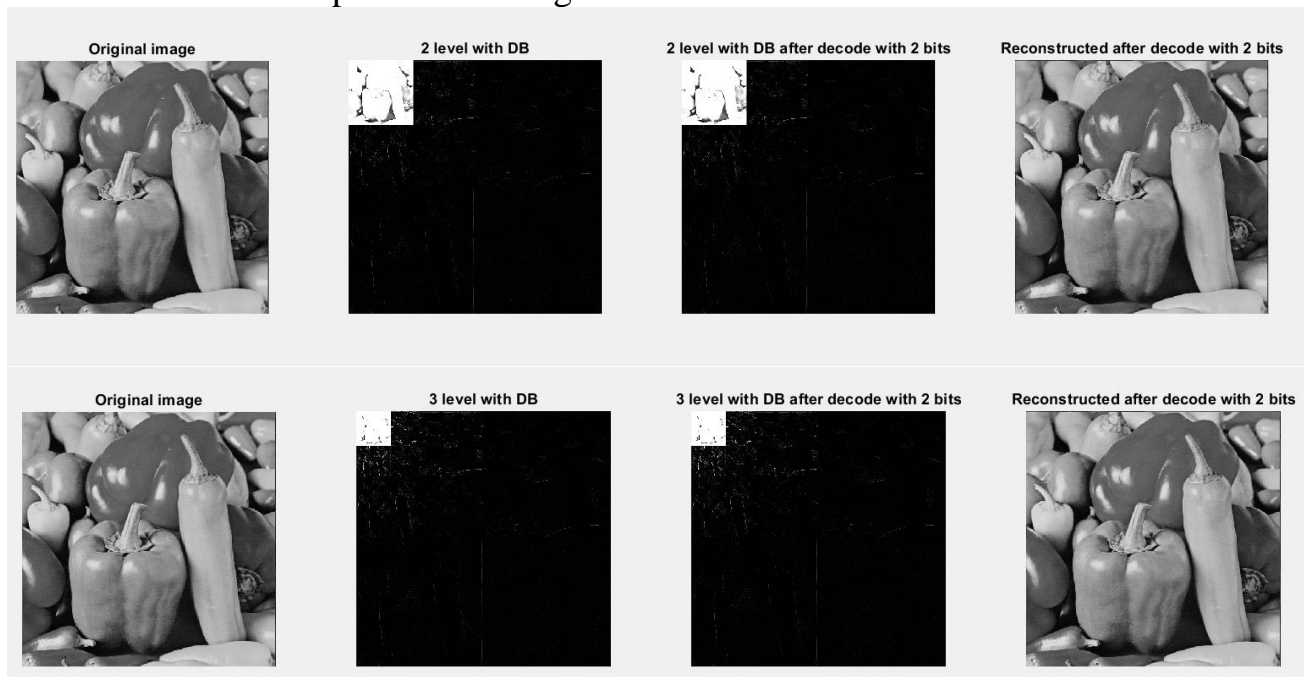 Original image
2 level with DB
2 level with DB after decode with 2 bits
Reconstructed after decode with 2 bits
Original image
3 level with DB
3 level with DB after decode with 2 bits
Reconstructed after decode with 2 bits